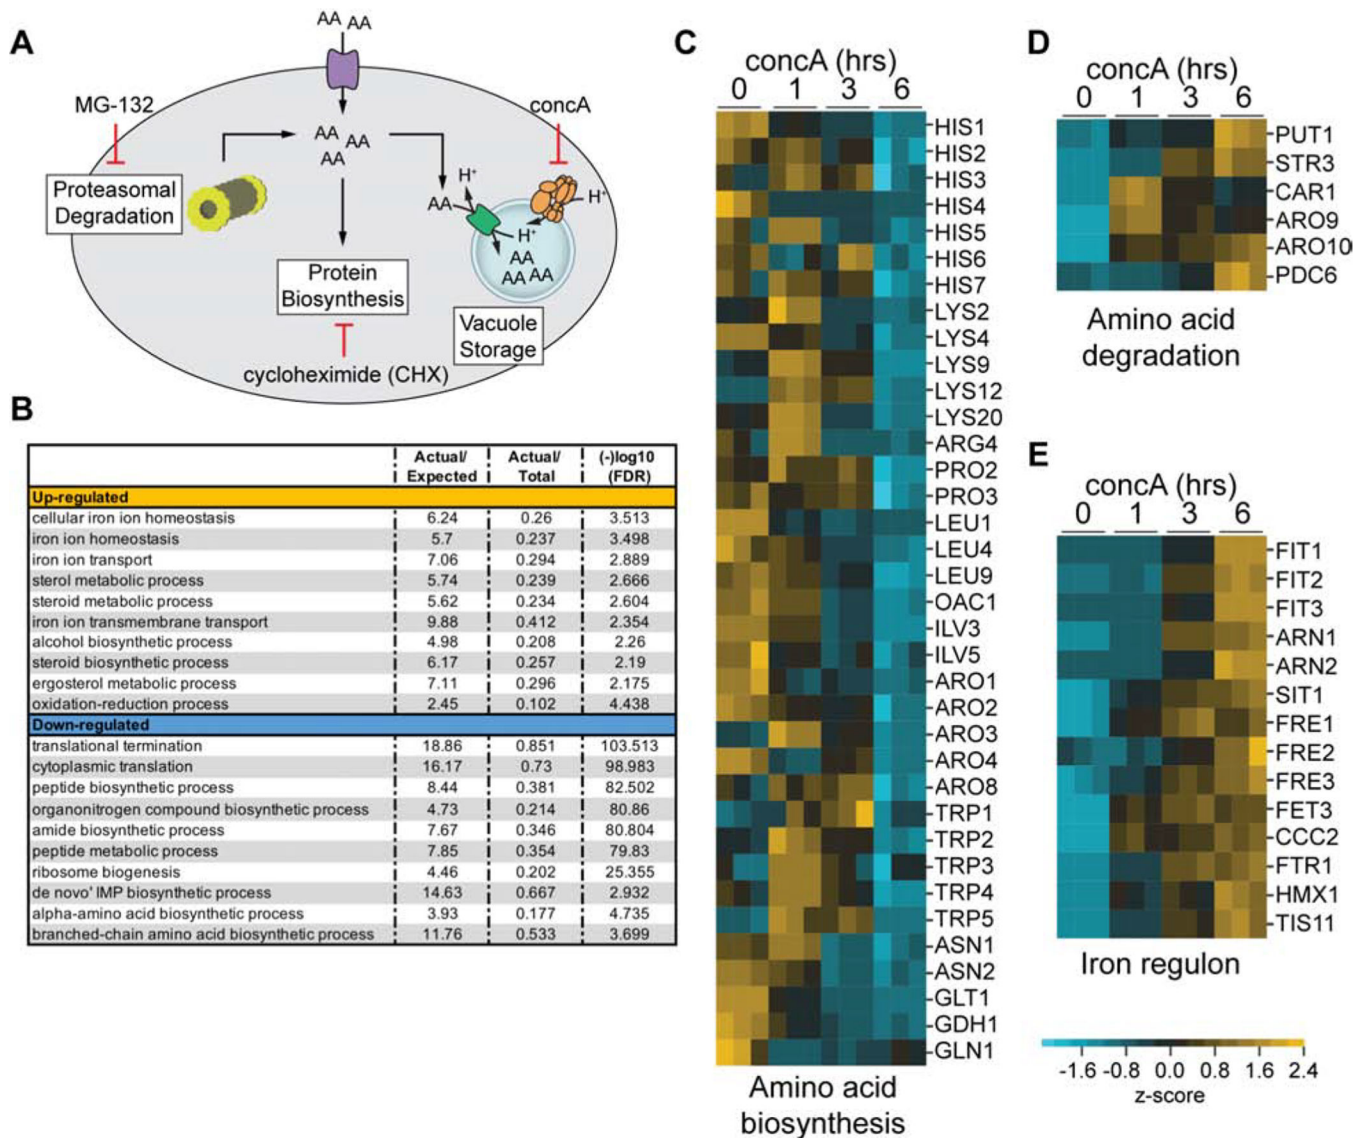 A
AA AA
MG-132
concA
AA
AA
AA
H+
AA
H+
H+
AA
AA AA
Proteasomal
Degradation
Protein
Biosynthesis
Vacuole
Storage
cycloheximide (CHX)
B
Actual/ Expected Actual/ Total (-)log10 (FDR)
Up-regulated
cellular iron ion homeostasis 6.24 0.26 3.513
iron ion homeostasis 5.7 0.237 3.498
iron ion transport 7.06 0.294 2.889
sterol metabolic process 5.74 0.239 2.666
steroid metabolic process 5.62 0.234 2.604
iron ion transmembrane transport 9.88 0.412 2.354
alcohol biosynthetic process 4.98 0.208 2.26
steroid biosynthetic process 6.17 0.257 2.19
ergosterol metabolic process 7.11 0.296 2.175
oxidation-reduction process 2.45 0.102 4.438
Down-regulated
translational termination 18.86 0.851 103.513
cytoplasmic translation 16.17 0.73 98.983
peptide biosynthetic process 8.44 0.381 82.502
organonitrogen compound biosynthetic process 4.73 0.214 80.86
amide biosynthetic process 7.67 0.346 80.804
peptide metabolic process 7.85 0.354 79.83
ribosome biogenesis 4.46 0.202 25.355
de novo' IMP biosynthetic process 14.63 0.667 2.932
alpha-amino acid biosynthetic process 3.93 0.177 4.735
branched-chain amino acid biosynthetic process 11.76 0.533 3.699
C
concA (hrs)
0 1 3 6
HIS1
HIS2
HIS3
HIS4
HIS5
HIS6
HIS7
LYS2
LYS4
LYS9
LYS12
LYS20
ARG4
PRO2
PRO3
LEU1
LEU4
LEU9
OAC1
ILV3
ILV5
ARO1
ARO2
ARO3
ARO4
ARO8
TRP1
TRP2
TRP3
TRP4
TRP5
ASN1
ASN2
GLT1
GDH1
GLN1
Amino acid
biosynthesis
D
concA (hrs)
0 1 3 6
PUT1
STR3
CAR1
ARO9
ARO10
PDC6
Amino acid
degradation
E
concA (hrs)
0 1 3 6
FIT1
FIT2
FIT3
ARN1
ARN2
SIT1
FRE1
FRE2
FRE3
FET3
CCC2
FTR1
HMX1
TIS11
Iron regulon
-1.6 -0.8 0.0 0.8 1.6 2.4
z-score